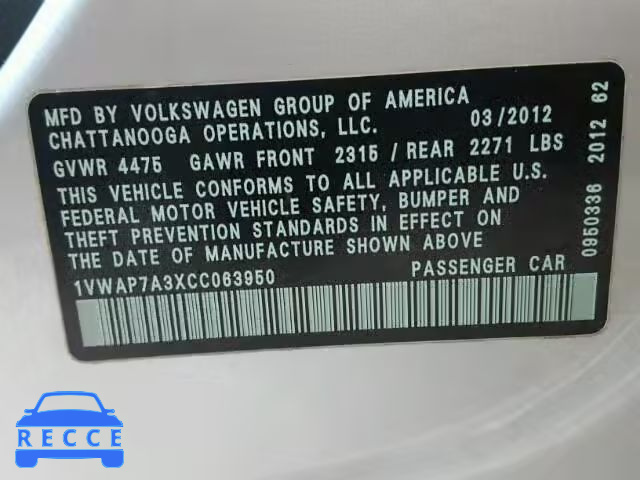 MFD BY VOLKSWAGEN GROUP OF AMERICA
CHATTANOOGA OPERATIONS, LLC. 03/2012
GVWR 4475 GAWR FRONT 2315 / REAR 2271 LBS
THIS VEHICLE CONFORMS TO ALL APPLICABLE U.S.
FEDERAL MOTOR VEHICLE SAFETY, BUMPER AND
THEFT PREVENTION STANDARDS IN EFFECT ON
THE DATE OF MANUFACTURE SHOWN ABOVE
1VWAP7A3XCC063950 PASSENGER CAR
0950336 2012 62
RECCE